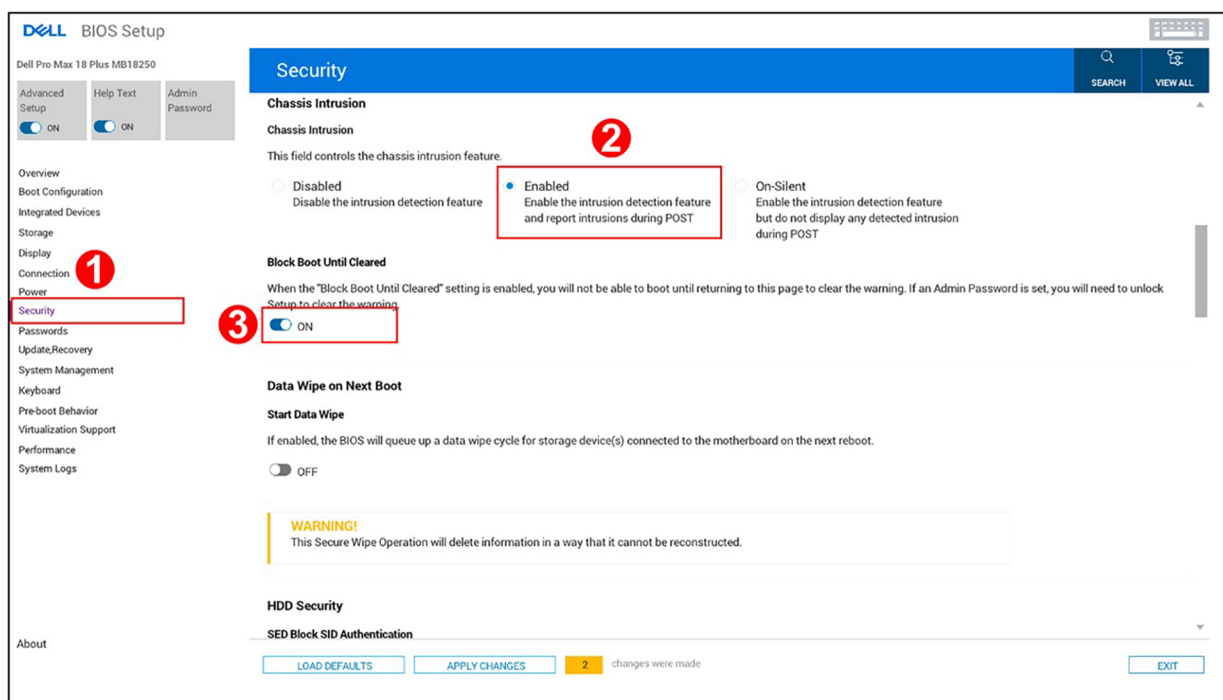 DELL BIOS Setup
Dell Pro Max 18 Plus MB18250
Advanced Setup
ON
Help Text
ON
Admin Password
Security
SEARCH
VIEW ALL
Overview
Boot Configuration
Integrated Devices
Storage
Display
Connection
Power
Security
Passwords
Update,Recovery
System Management
Keyboard
Pre-boot Behavior
Virtualization Support
Performance
System Logs
About
1
Chassis Intrusion
Chassis Intrusion
This field controls the chassis intrusion feature.
2
Disabled
Disable the intrusion detection feature
Enabled
Enable the intrusion detection feature
and report intrusions during POST
On-Silent
Enable the intrusion detection feature
but do not display any detected intrusion
during POST
Block Boot Until Cleared
When the "Block Boot Until Cleared" setting is enabled, you will not be able to boot until returning to this page to clear the warning. If an Admin Password is set, you will need to unlock
Setup to clear the warning.
3
ON
Data Wipe on Next Boot
Start Data Wipe
If enabled, the BIOS will queue up a data wipe cycle for storage device(s) connected to the motherboard on the next reboot.
OFF
WARNING!
This Secure Wipe Operation will delete information in a way that it cannot be reconstructed.
HDD Security
SED Block SID Authentication
LOAD DEFAULTS
APPLY CHANGES
2 changes were made
EXIT